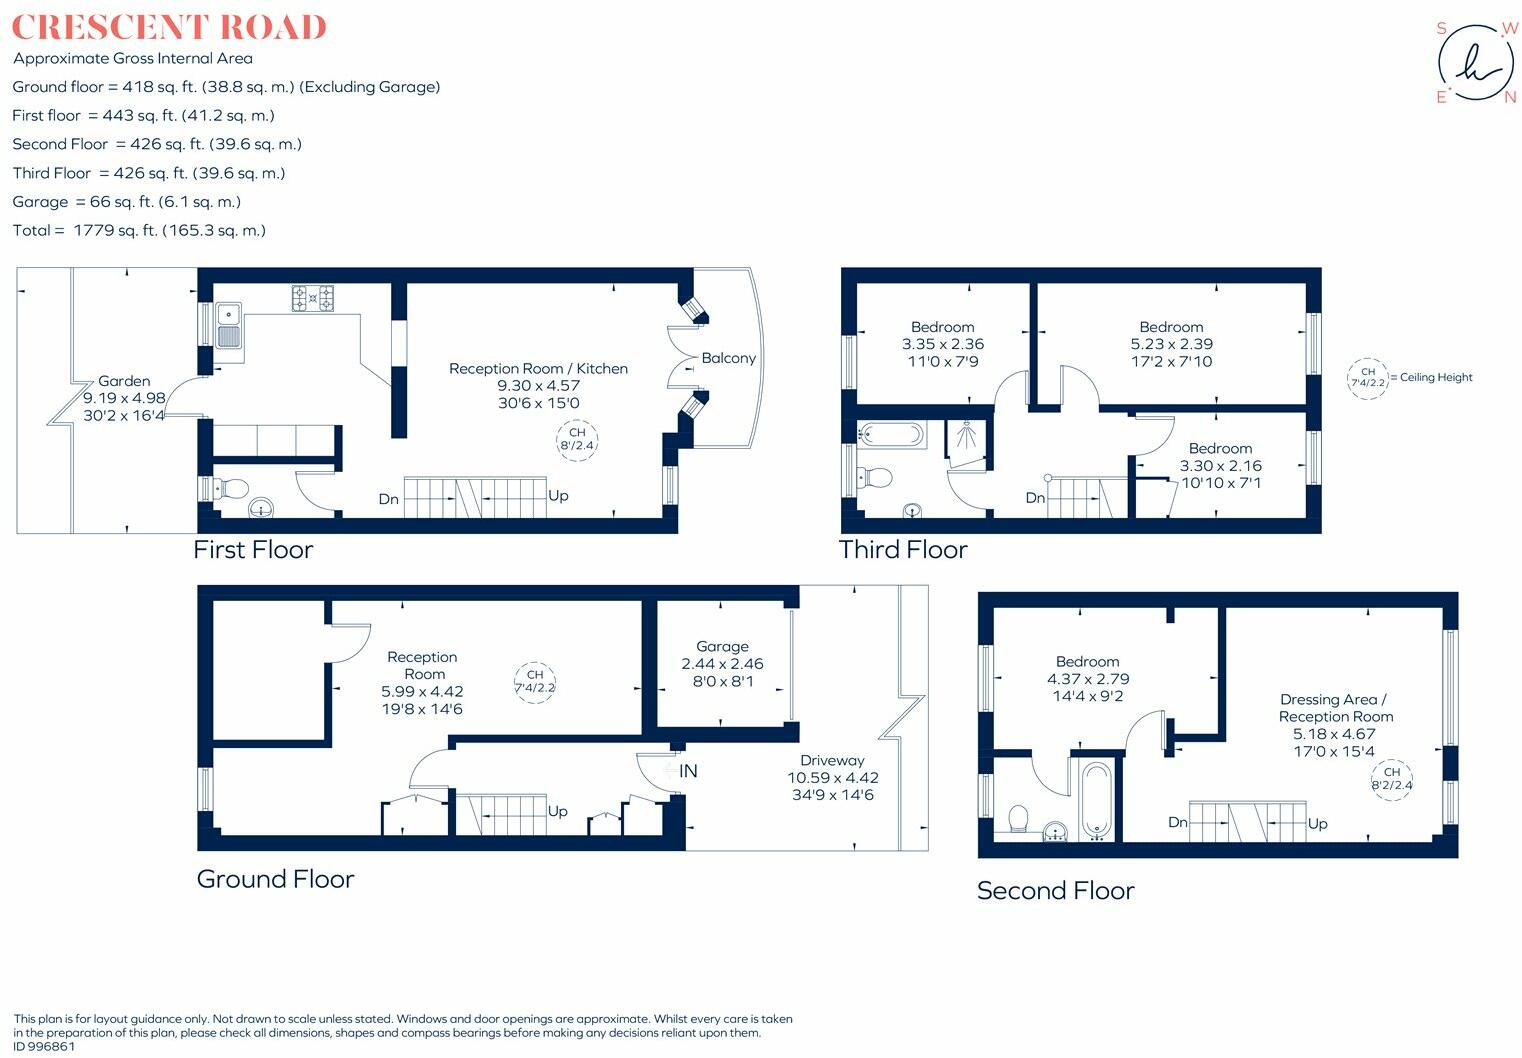 CRESCENT ROAD
Approximate Gross Internal Area
Ground floor = 418 sq. ft. (38.8 sq. m.) (Excluding Garage)
First floor = 443 sq. ft. (41.2 sq. m.)
Second Floor = 426 sq. ft. (39.6 sq. m.)
Third Floor = 426 sq. ft. (39.6 sq. m.)
Garage = 66 sq. ft. (6.1 sq. m.)
Total = 1779 sq. ft. (165.3 sq. m.)
S W
h
E N
Garden
9.19 x 4.98
30'2 x 16'4
Reception Room / Kitchen
9.30 x 4.57
30'6 x 15'0
CH
8'/2.4
Balcony
Dn
Up
First Floor
Bedroom
3.35 x 2.36
11'0 x 7'9
Bedroom
5.23 x 2.39
17'2 x 7'10
Bedroom
3.30 x 2.16
10'10 x 7'1
Dn
CH
7'4/2.2
= Ceiling Height
Third Floor
Reception
Room
5.99 x 4.42
19'8 x 14'6
CH
7'4/2.2
Garage
2.44 x 2.46
8'0 x 8'1
IN
Up
Driveway
10.59 x 4.42
34'9 x 14'6
Ground Floor
Bedroom
4.37 x 2.79
14'4 x 9'2
Dressing Area /
Reception Room
5.18 x 4.67
17'0 x 15'4
CH
8'2/2.4
Dn
Up
Second Floor
This plan is for layout guidance only. Not drawn to scale unless stated. Windows and door openings are approximate. Whilst every care is taken
in the preparation of this plan, please check all dimensions, shapes and compass bearings before making any decisions reliant upon them.
ID 996861